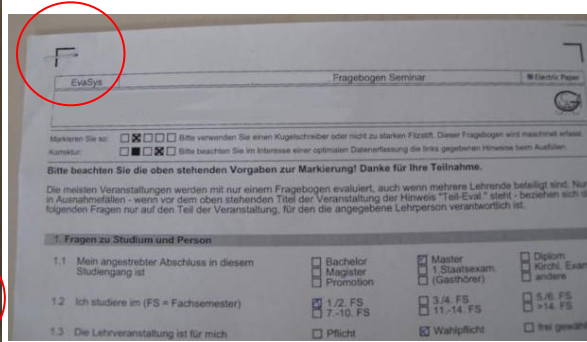 EvaSys
Fragebogen Seminar
Electric Paper
Markieren Sie so: Bitte verwenden Sie einen Kugelschreiber oder nicht zu starken Filzstift. Dieser Fragebogen wird maschinell erfasst.
Korrektur: Bitte beachten Sie im Interesse einer optimalen Datenerfassung die links gegebenen Hinweise beim Ausfüllen.
Bitte beachten Sie die oben stehenden Vorgaben zur Markierung! Danke für Ihre Teilnahme.
Die meisten Veranstaltungen werden mit nur einem Fragebogen evaluiert, auch wenn mehrere Lehrende beteiligt sind. Nur
in Ausnahmefällen - wenn vor dem oben stehenden Titel der Veranstaltung der Hinweis "Teil-Eval." steht - beziehen sich d
folgenden Fragen nur auf den Teil der Veranstaltung, für den die angegebene Lehrperson verantwortlich ist.
1. Fragen zu Studium und Person
1.1 Mein angestrebter Abschluss in diesem Studiengang ist
Bachelor Master Diplom
Magister 1.Staatsexam. Kirchl. Exam
Promotion (Gasthörer) andere
1.2 Ich studiere im (FS = Fachsemester) 1./2. FS 3./4. FS 5./6. FS
7.-10. FS 11.-14. FS >14. FS
1.3 Die Lehrveranstaltung ist für mich Pflicht Wahlpflicht frei gewählt